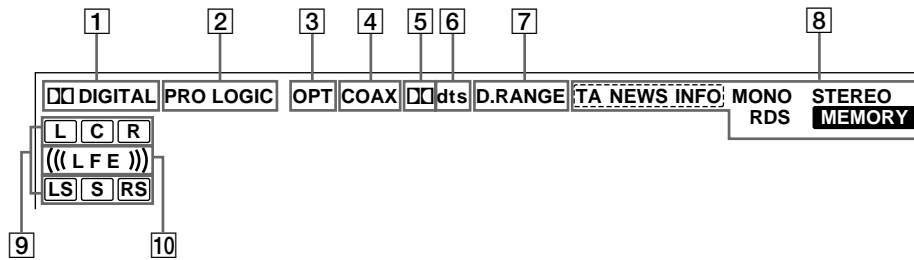 1 2 3 4 5 6 7 8
DIGITAL PRO LOGIC OPT COAX dts D.RANGE TA NEWS INFO MONO STEREO
RDS MEMORY
L C R
((( L F E )))
LS S RS
9 10